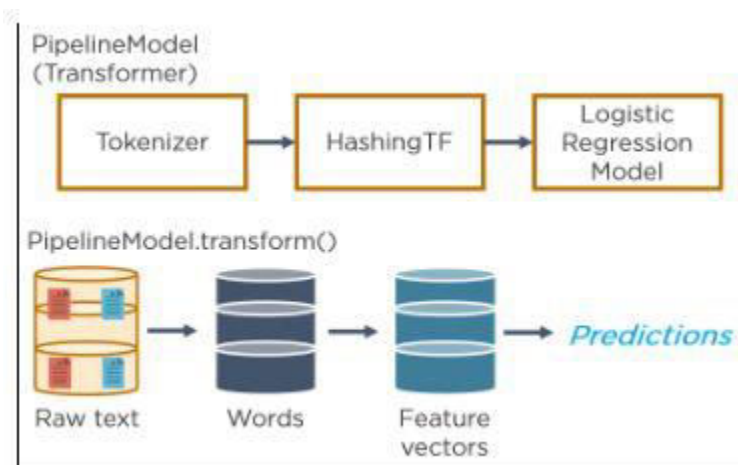 PipelineModel
(Transformer)
Tokenizer
HashingTF
Logistic
Regression
Model
PipelineModel.transform()
Predictions
Raw text
Words
Feature
vectors